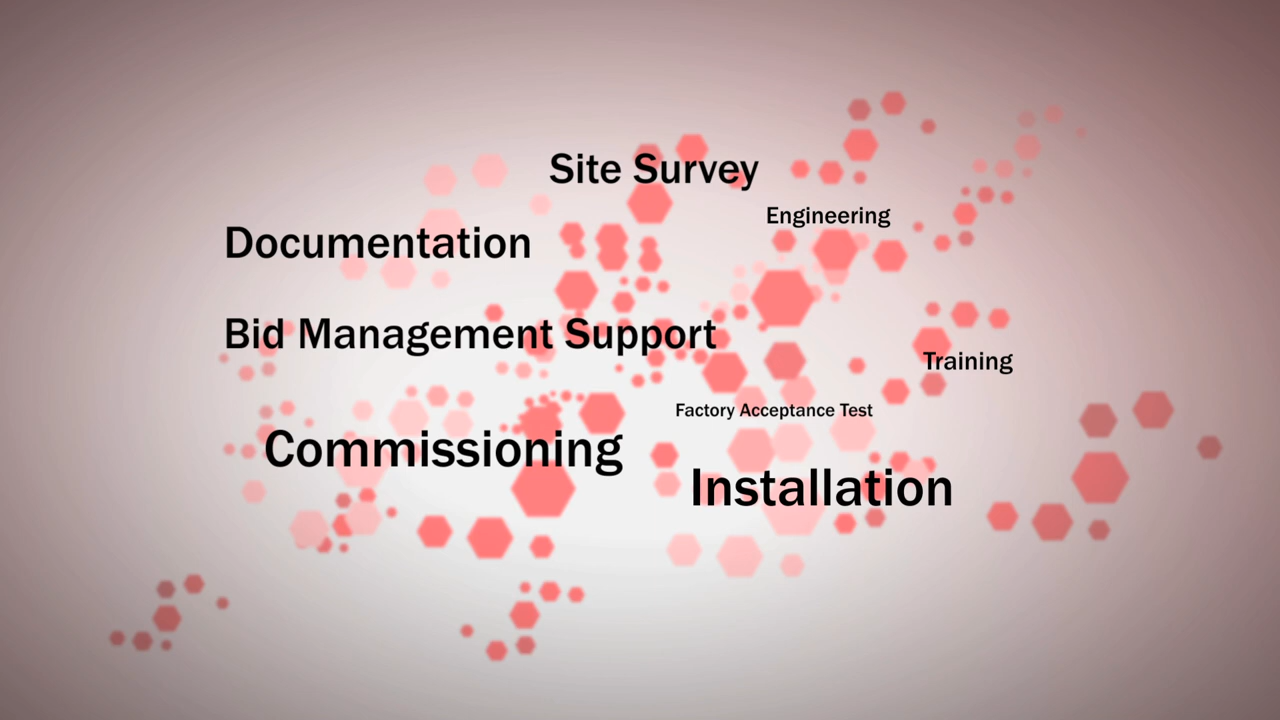 Site Survey
Engineering
Documentation
Bid Management Support
Training
Factory Acceptance Test
Commissioning
Installation